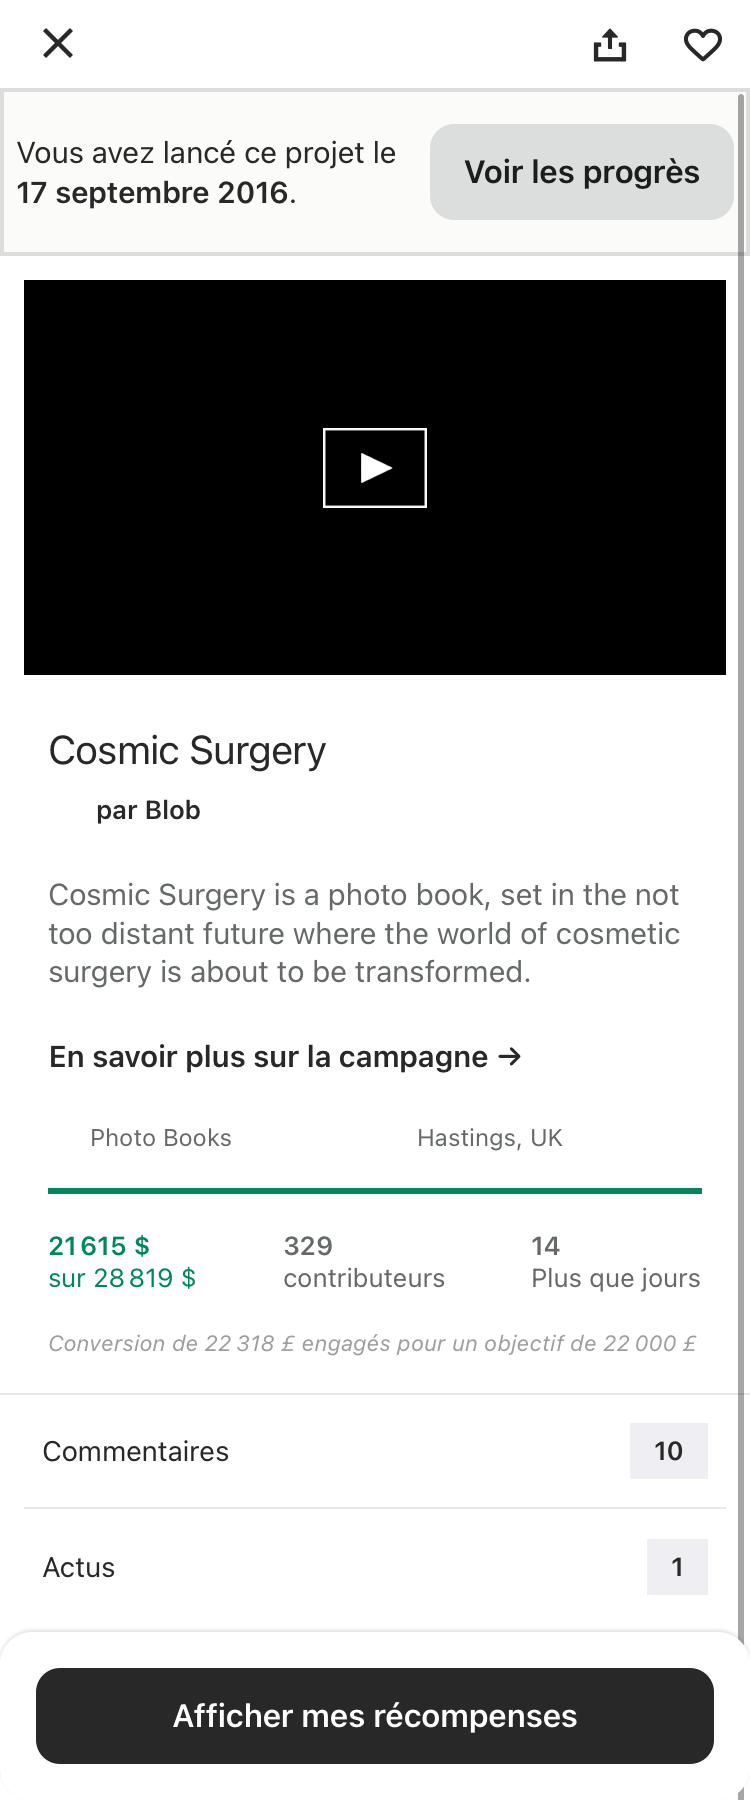 Vous avez lancé ce projet le
17 septembre 2016.
Voir les progrès
Cosmic Surgery
par Blob
Cosmic Surgery is a photo book, set in the not
too distant future where the world of cosmetic
surgery is about to be transformed.
En savoir plus sur la campagne →
Photo Books
Hastings, UK
21 615 $
sur 28 819 $
329
contributeurs
14
Plus que jours
Conversion de 22 318 £ engagés pour un objectif de 22 000 £
Commentaires
10
Actus
1
Afficher mes récompenses